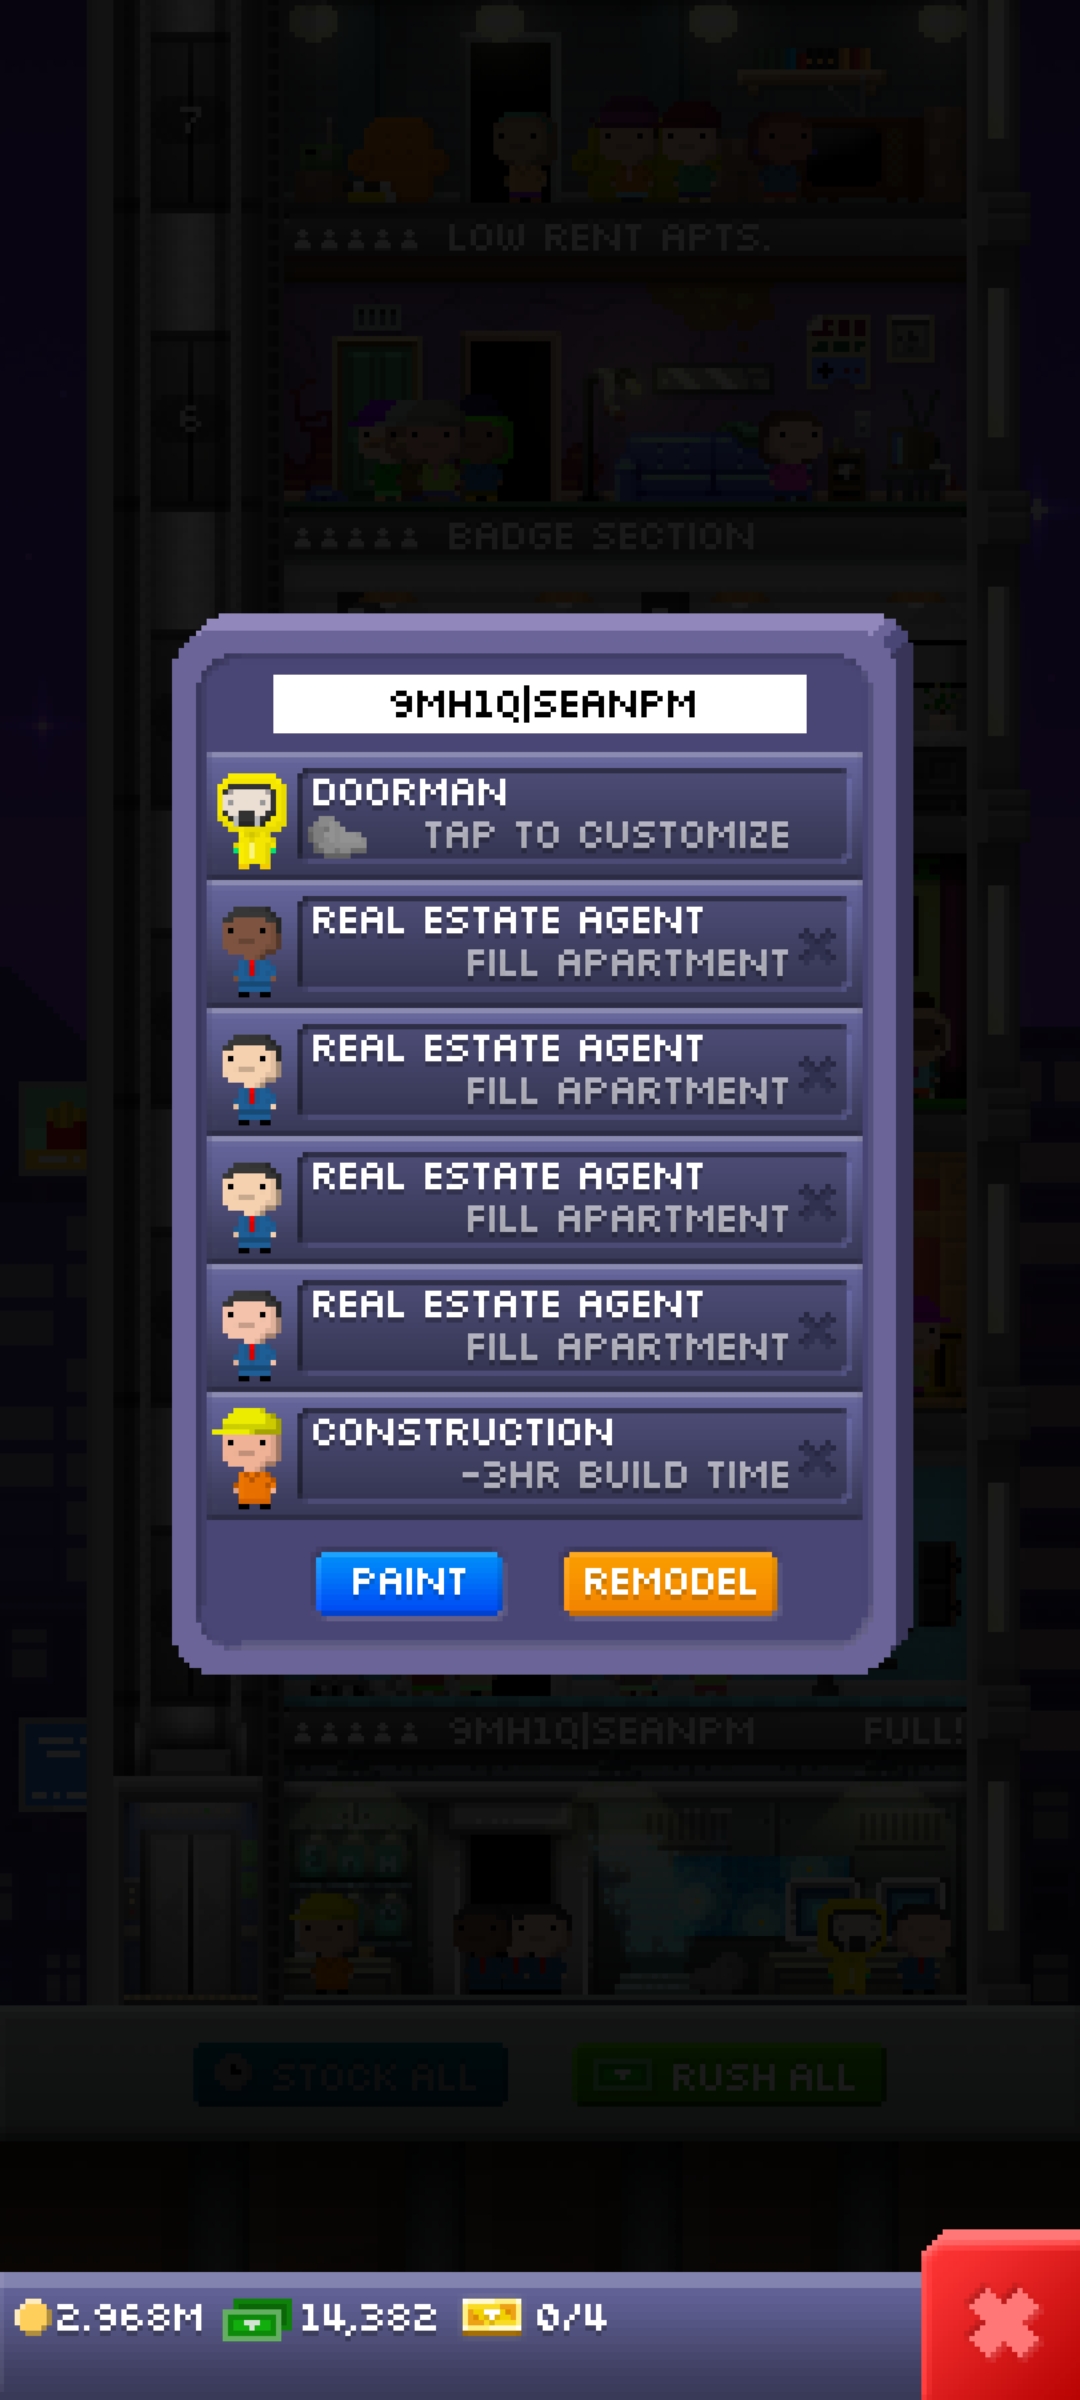 7
LOW RENT APTS.
6
BADGE SECTION
9MH1Q|SEANPM
DOORMAN
TAP TO CUSTOMIZE
REAL ESTATE AGENT
FILL APARTMENT
REAL ESTATE AGENT
FILL APARTMENT
REAL ESTATE AGENT
FILL APARTMENT
REAL ESTATE AGENT
FILL APARTMENT
CONSTRUCTION
-3HR BUILD TIME
PAINT REMODEL
9MH1Q|SEANPM FULL!
STOCK ALL RUSH ALL
2.968M 14,382 0/4